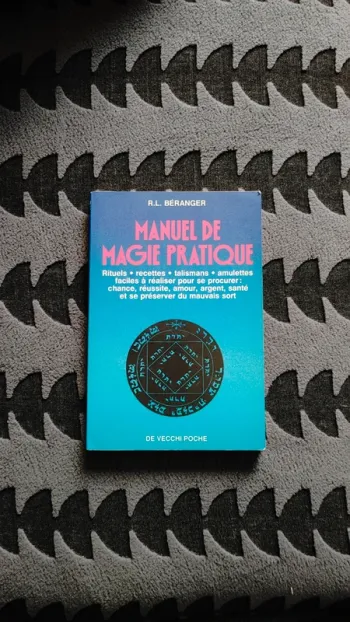 R.L. BÉRANGER
MANUEL DE
MAGIE PRATIQUE
Rituels • recettes • talismans • amulettes
faciles à réaliser pour se procurer :
chance, réussite, amour, argent, santé
et se préserver du mauvais sort
DE VECCHI POCHE